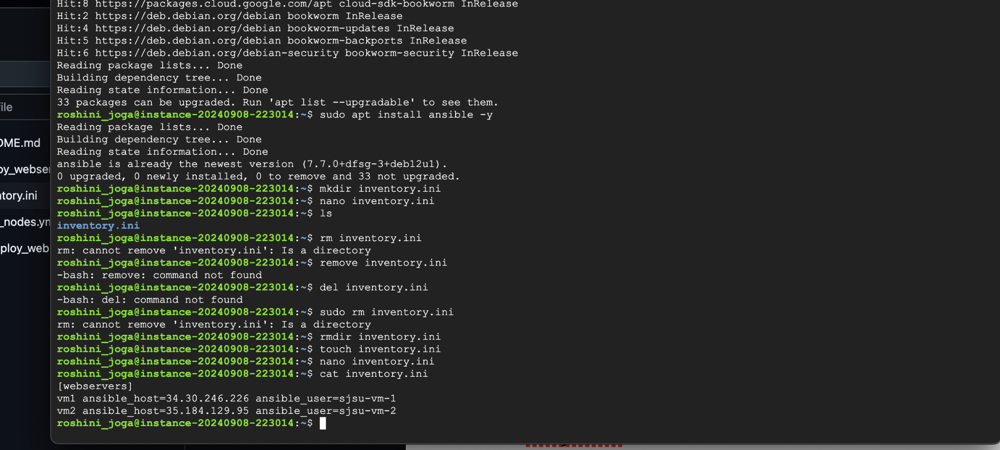 Hit:8 https://packages.cloud.google.com/apt cloud-sdk-bookworm InRelease
Hit:2 https://deb.debian.org/debian bookworm InRelease
Hit:4 https://deb.debian.org/debian bookworm-updates InRelease
Hit:5 https://deb.debian.org/debian bookworm-backports InRelease
Hit:6 https://deb.debian.org/debian-security bookworm-security InRelease
Reading package lists... Done
Building dependency tree... Done
Reading state information... Done
33 packages can be upgraded. Run 'apt list --upgradable' to see them.
roshini_joga@instance-20240908-223014:~$ sudo apt install ansible -y
Reading package lists... Done
Building dependency tree... Done
Reading state information... Done
ansible is already the newest version (7.7.0+dfsg-3+deb12u1).
0 upgraded, 0 newly installed, 0 to remove and 33 not upgraded.
roshini_joga@instance-20240908-223014:~$ mkdir inventory.ini
roshini_joga@instance-20240908-223014:~$ nano inventory.ini
roshini_joga@instance-20240908-223014:~$ ls
inventory.ini
roshini_joga@instance-20240908-223014:~$ rm inventory.ini
rm: cannot remove 'inventory.ini': Is a directory
roshini_joga@instance-20240908-223014:~$ remove inventory.ini
-bash: remove: command not found
roshini_joga@instance-20240908-223014:~$ del inventory.ini
-bash: del: command not found
roshini_joga@instance-20240908-223014:~$ sudo rm inventory.ini
rm: cannot remove 'inventory.ini': Is a directory
roshini_joga@instance-20240908-223014:~$ rmdir inventory.ini
roshini_joga@instance-20240908-223014:~$ touch inventory.ini
roshini_joga@instance-20240908-223014:~$ nano inventory.ini
roshini_joga@instance-20240908-223014:~$ cat inventory.ini
[webservers]
vm1 ansible_host=34.30.246.226 ansible_user=sjsu-vm-1
vm2 ansible_host=35.184.129.95 ansible_user=sjsu-vm-2
roshini_joga@instance-20240908-223014:~$
ile
OME.md
oy_webser
tory.ini
_nodes.ym
ploy_web